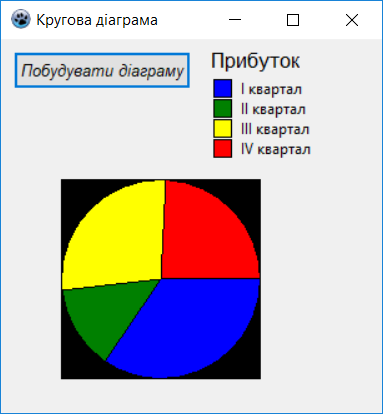 Кругова діаграма
Побудувати діаграму
Прибуток
I квартал
II квартал
III квартал
IV квартал